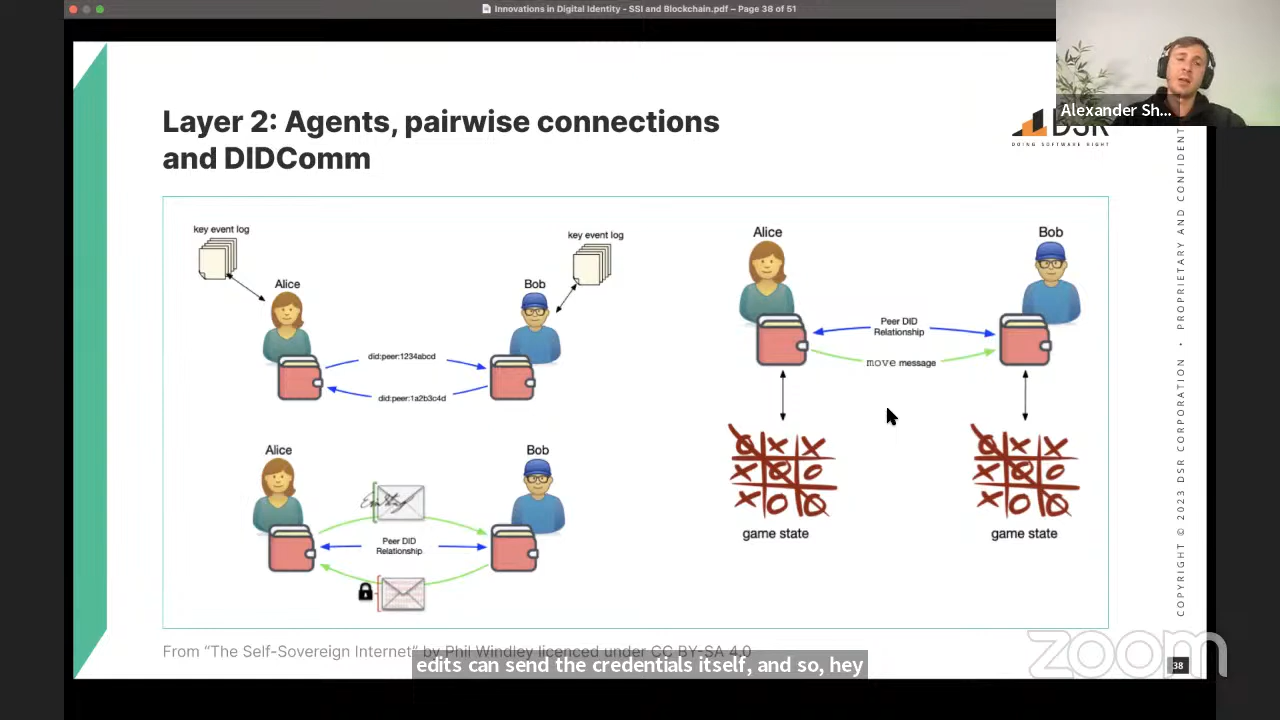 Innovations in Digital Identity - SSI and Blockchain.pdf – Page 38 of 51
Alexander Sh...
Layer 2: Agents, pairwise connections
and DIDComm
DSR
DOING SOFTWARE RIGHT
key event log
key event log
Alice
Bob
did:peer:1234abcd
did:peer:1a2b3c4d
Alice
Bob
Peer DID
Relationship
Alice
Bob
Peer DID
Relationship
move message
game state
game state
COPYRIGHT © 2023 DSR CORPORATION • PROPRIETARY AND CONFIDENT
From “The Self-Sovereign Internet” by Phil Windley licenced under CC BY-SA 4.0
edits can send the credentials itself, and so, hey
zoom
38